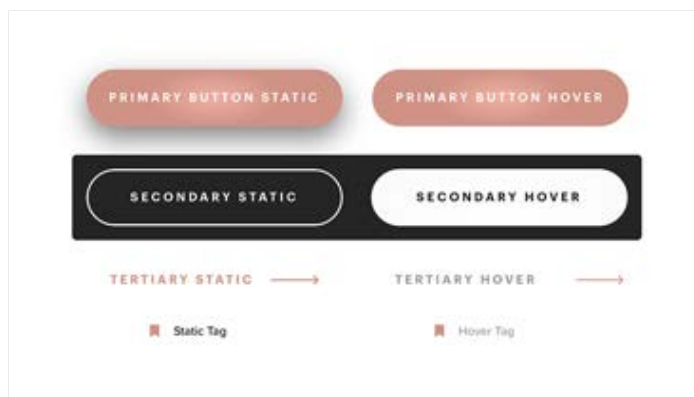 PRIMARY BUTTON STATIC
PRIMARY BUTTON HOVER
SECONDARY STATIC
SECONDARY HOVER
TERTIARY STATIC
TERTIARY HOVER
Static Tag
Hover Tag